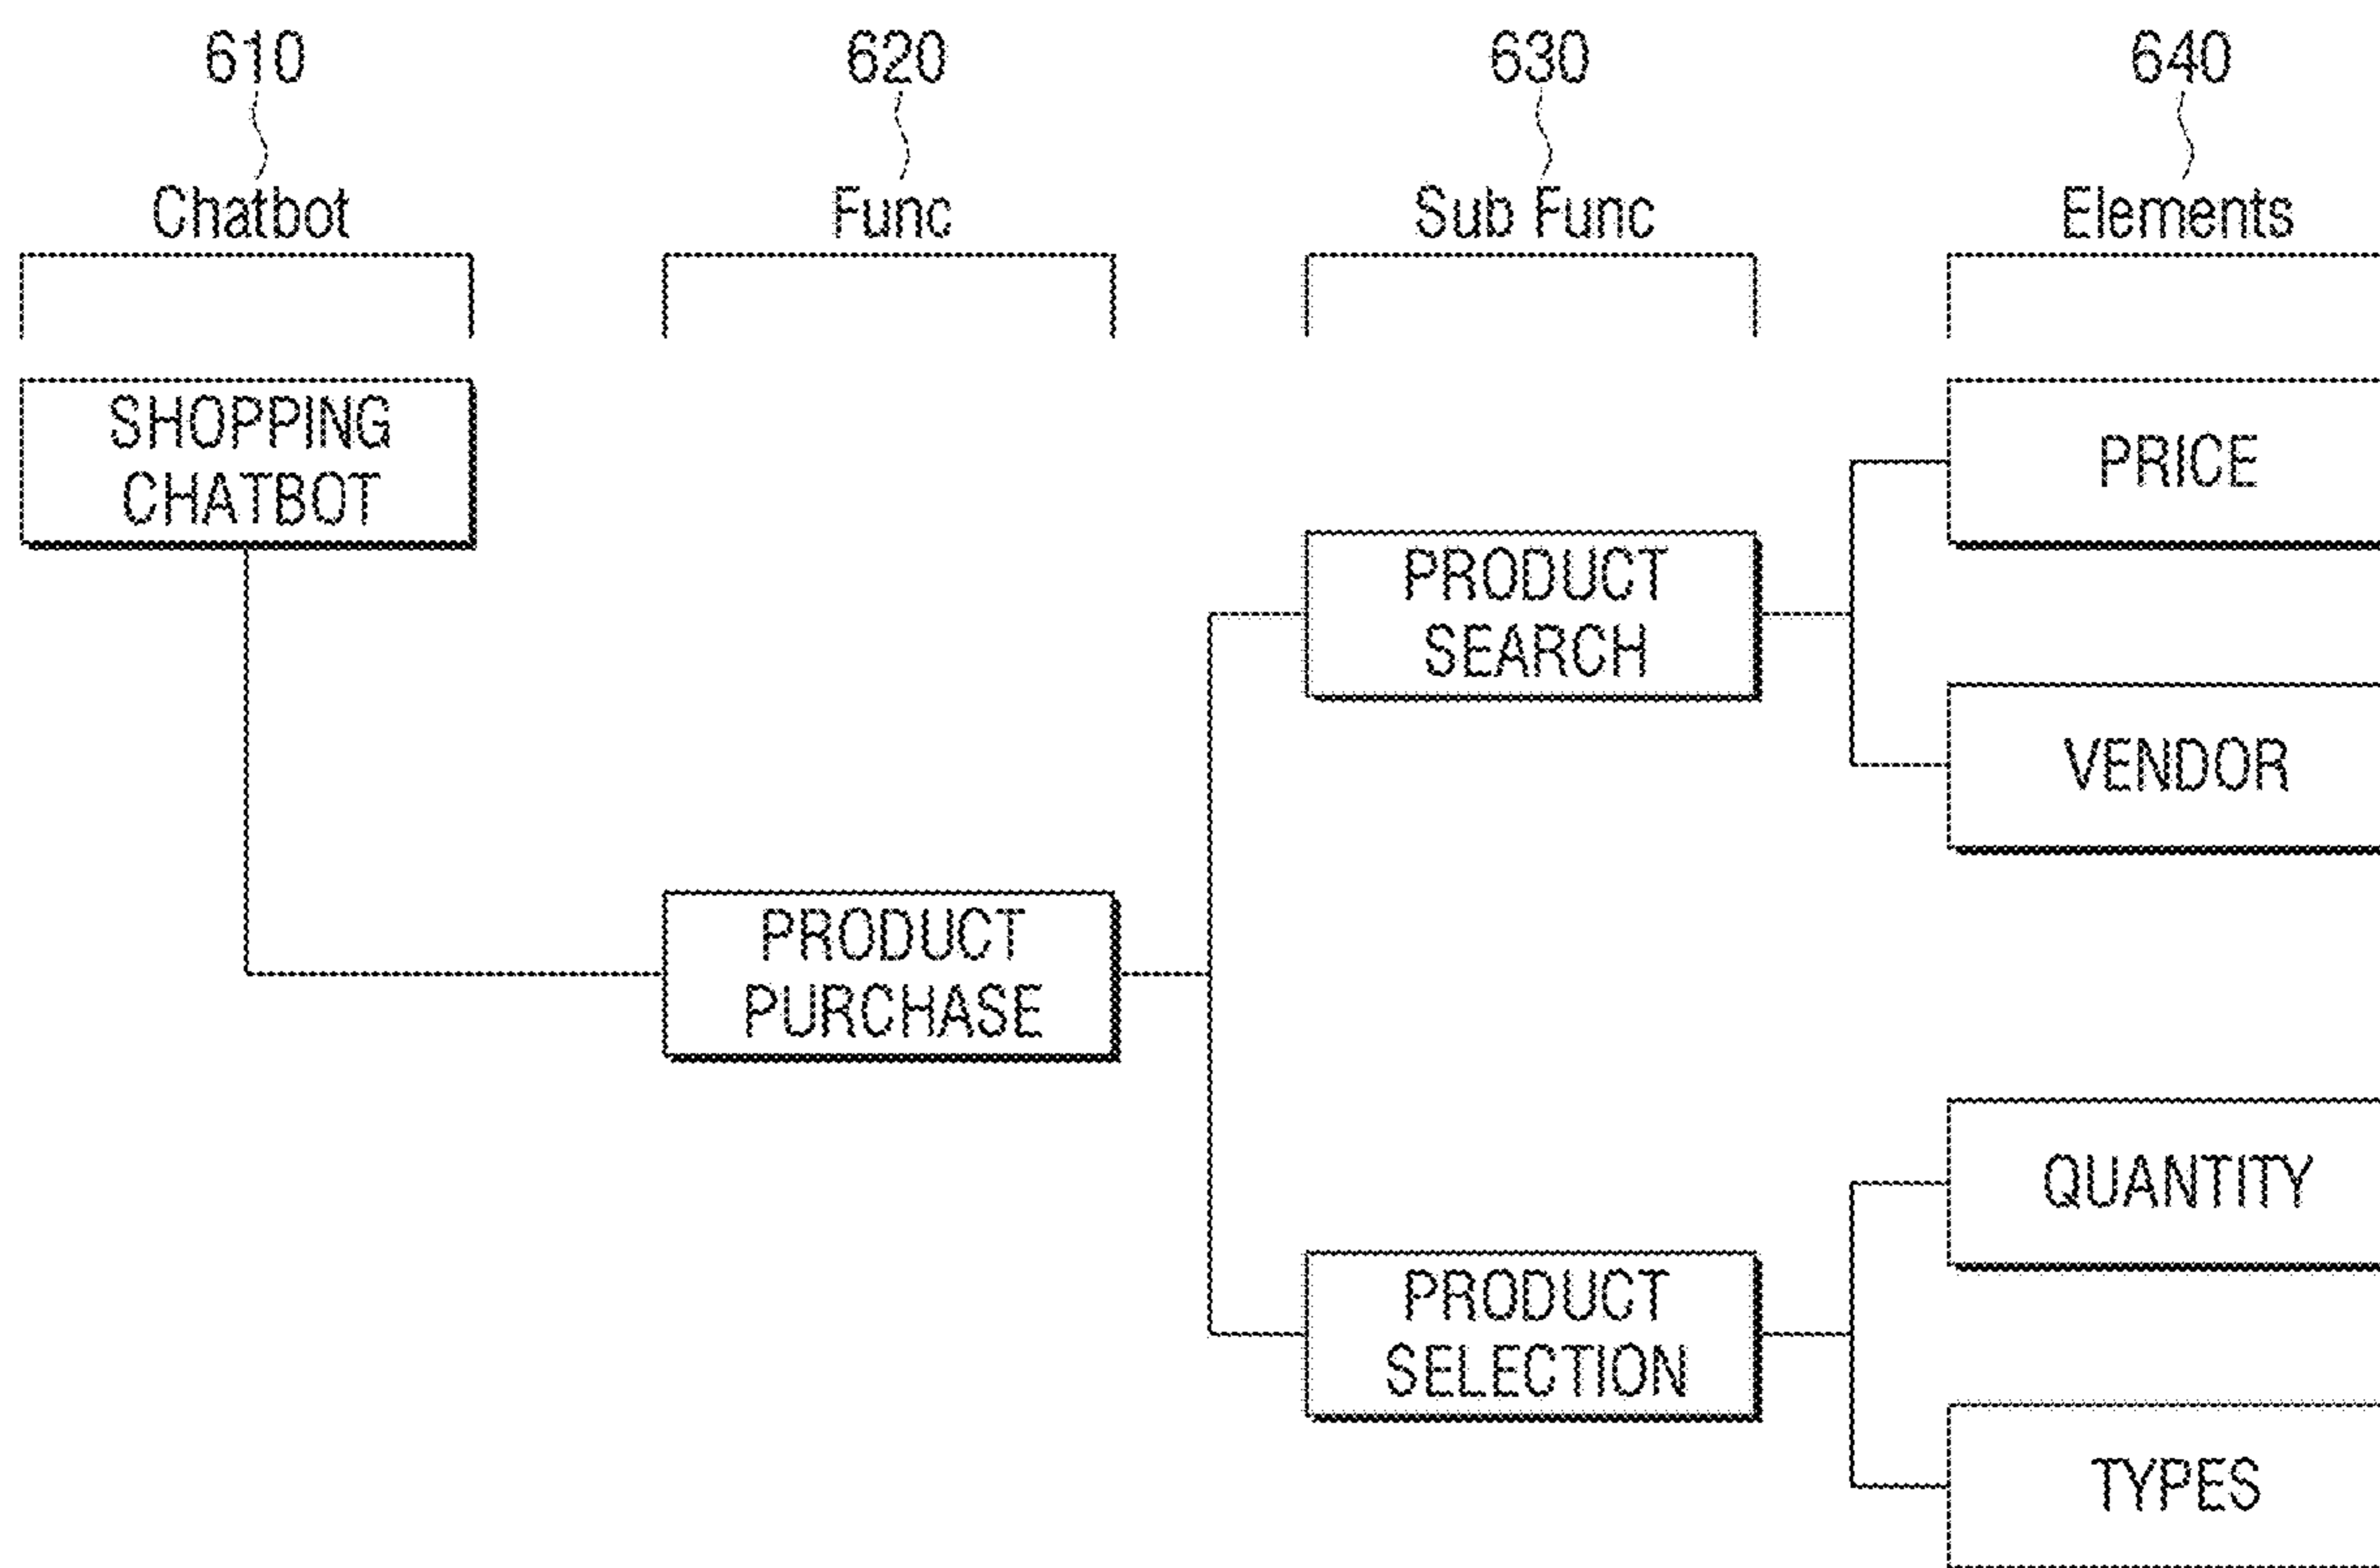 610
620
630
640
Chatbot
Func
Sub Func
Elements
SHOPPING
CHATBOT
PRICE
PRODUCT
SEARCH
VENDOR
PRODUCT
PURCHASE
QUANTITY
PRODUCT
SELECTION
TYPES